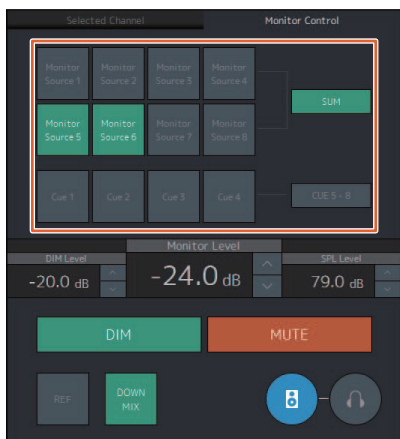 Selected Channel
Monitor Control
Monitor Source 1
Monitor Source 2
Monitor Source 3
Monitor Source 4
SUM
Monitor Source 5
Monitor Source 6
Monitor Source 7
Monitor Source 8
Cue 1
Cue 2
Cue 3
Cue 4
CUE 5 - 8
Monitor Level
DIM Level
SPL Level
-20.0 dB
-24.0 dB
79.0 dB
DIM
MUTE
REF
DOWN MIX